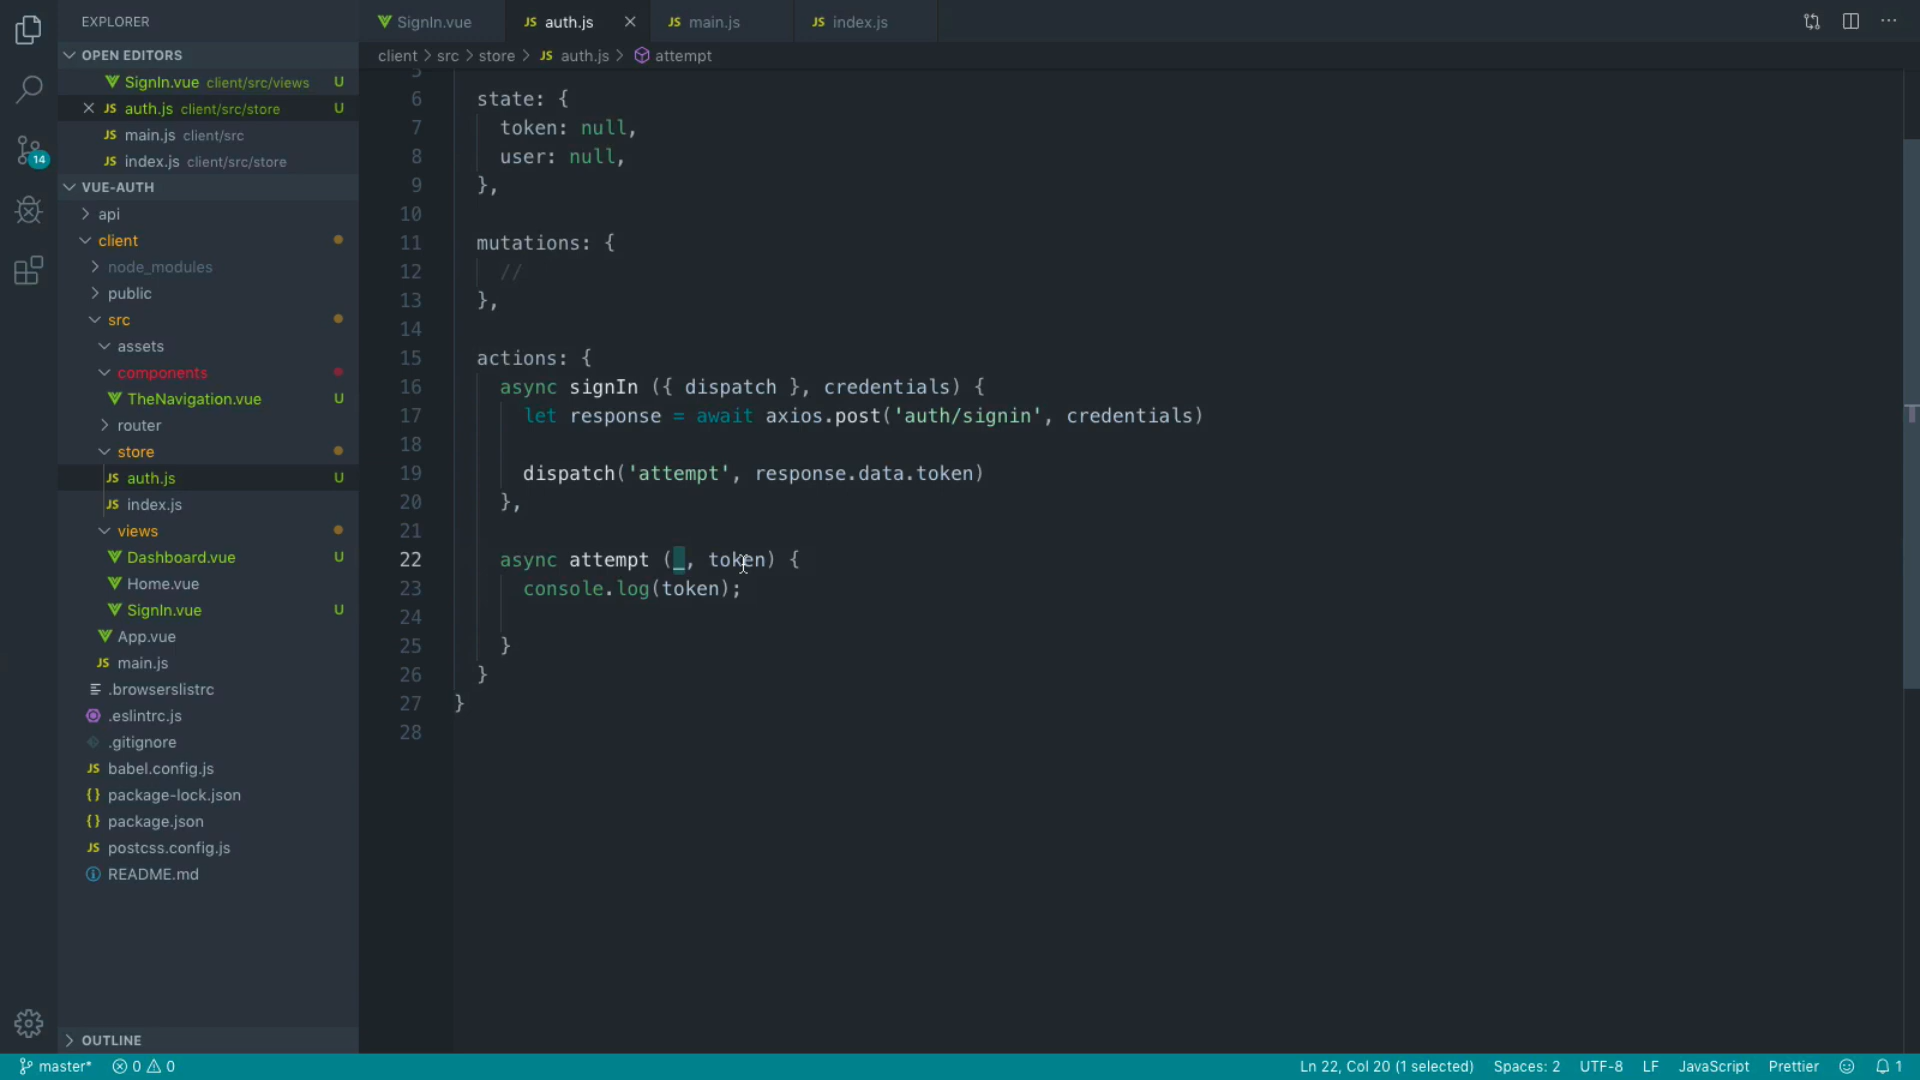 EXPLORER
OPEN EDITORS
SignIn.vue client/src/views U
auth.js client/src/store U
main.js client/src
index.js client/src/store
14
VUE-AUTH
api
client
node_modules
public
src
assets
components
TheNavigation.vue U
router
store
auth.js U
index.js
views
Dashboard.vue U
Home.vue
SignIn.vue U
App.vue
main.js
.browserslistrc
.eslintrc.js
.gitignore
babel.config.js
package-lock.json
package.json
postcss.config.js
README.md
OUTLINE
SignIn.vue JS auth.js JS main.js JS index.js
client > src > store > JS auth.js > attempt
6 state: {
7 token: null,
8 user: null,
9 },
10
11 mutations: {
12 //
13 },
14
15 actions: {
16 async signIn ({ dispatch }, credentials) {
17 let response = await axios.post('auth/signin', credentials)
18
19 dispatch('attempt', response.data.token)
20 },
21
22 async attempt (_, token) {
23 console.log(token);
24
25 }
26 }
27 }
28
master* 0 0 Ln 22, Col 20 (1 selected) Spaces: 2 UTF-8 LF JavaScript Prettier 1